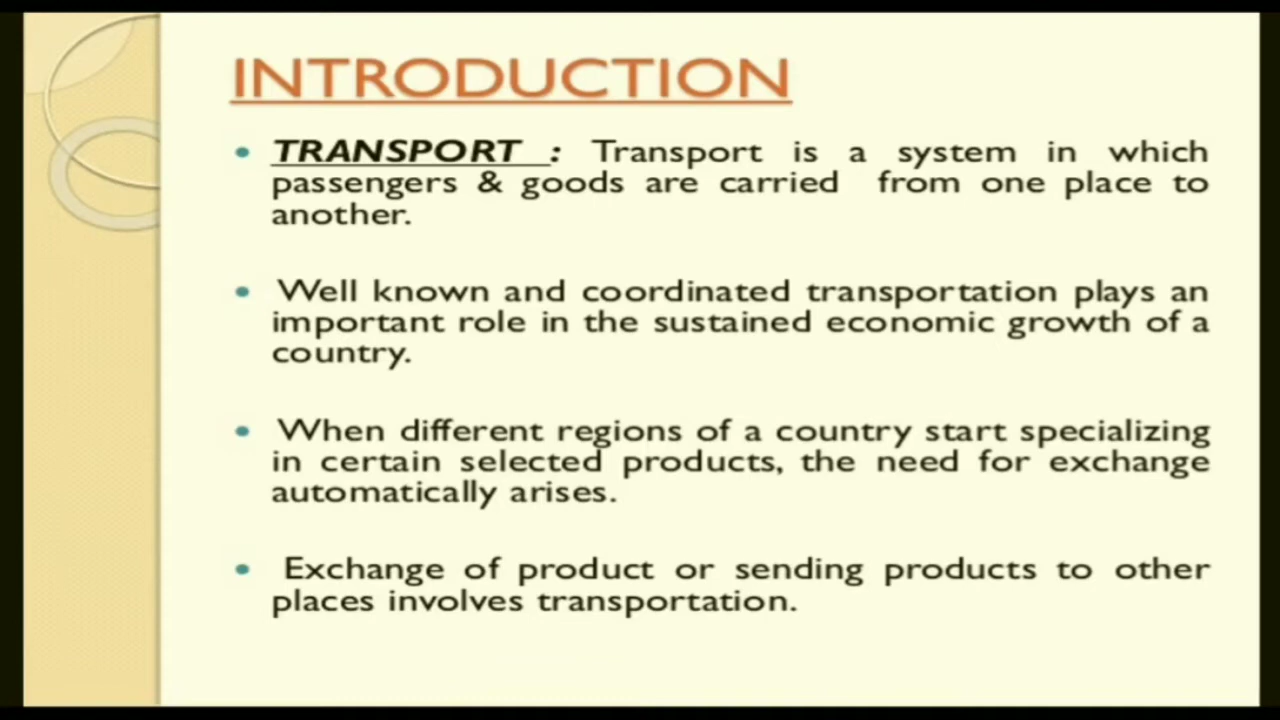 INTRODUCTION
• TRANSPORT : Transport is a system in which
passengers & goods are carried from one place to
another.
• Well known and coordinated transportation plays an
important role in the sustained economic growth of a
country.
• When different regions of a country start specializing
in certain selected products, the need for exchange
automatically arises.
• Exchange of product or sending products to other
places involves transportation.